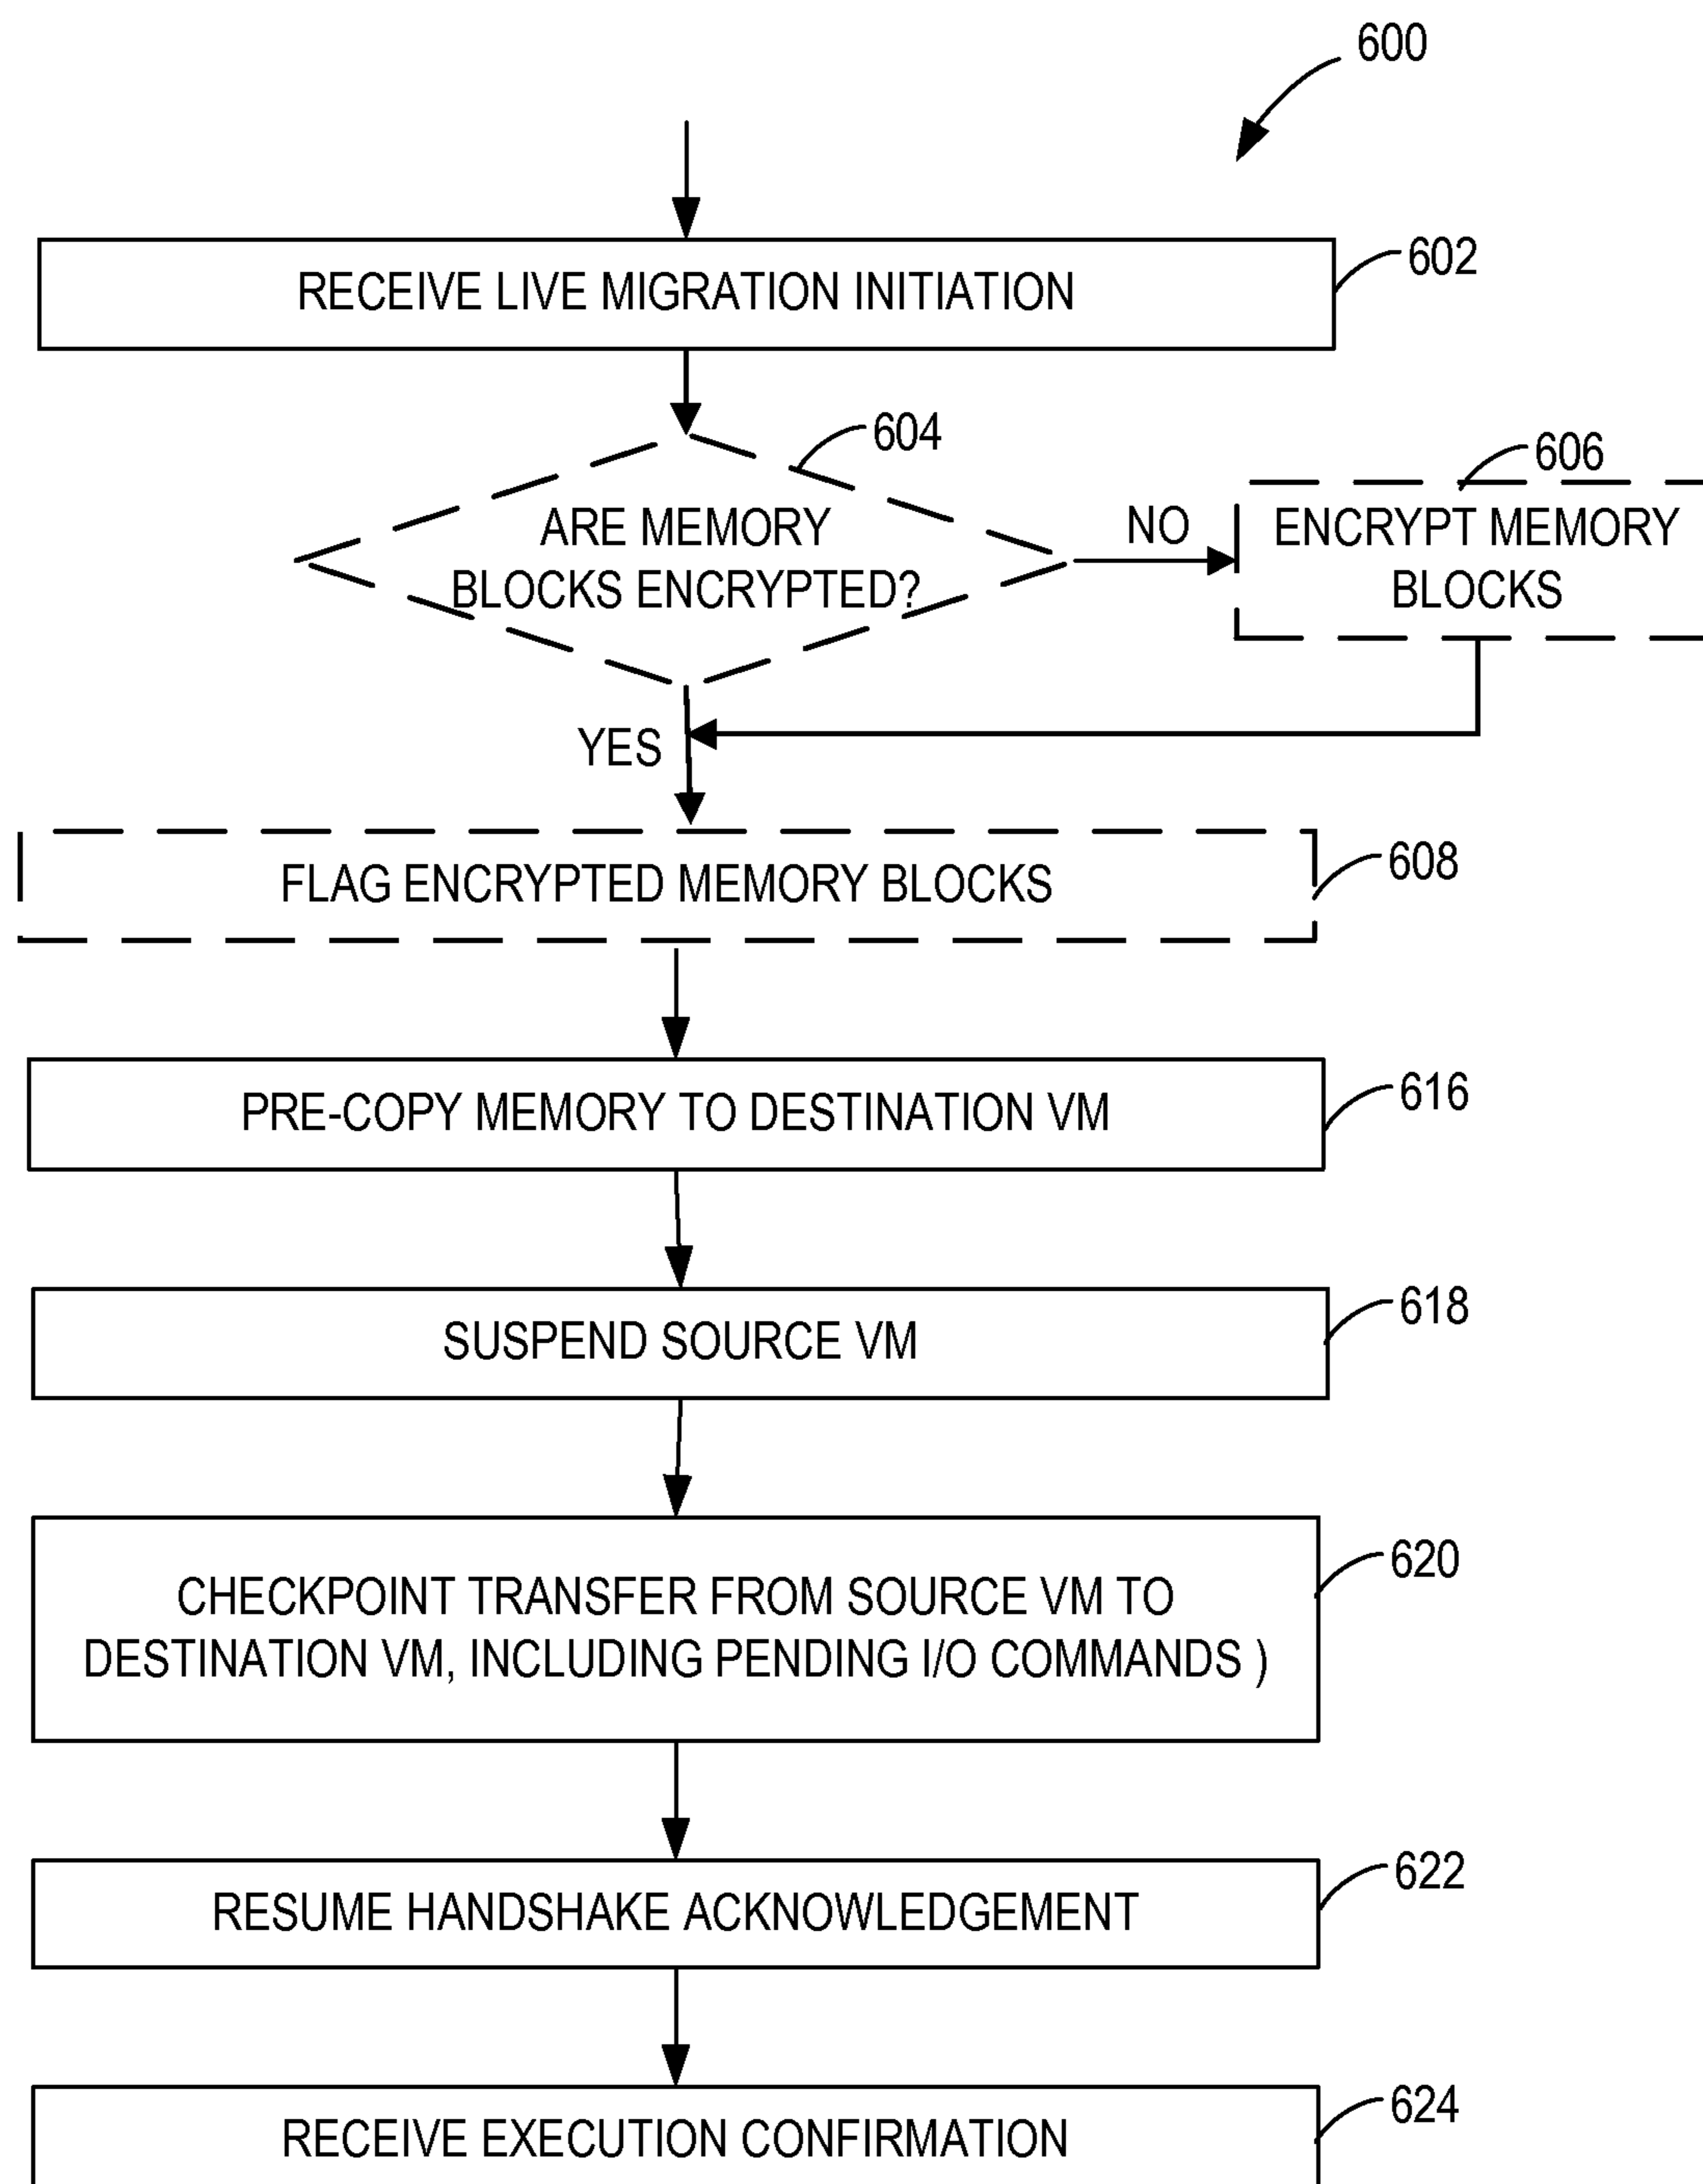 600
RECEIVE LIVE MIGRATION INITIATION
602
604
ARE MEMORY
BLOCKS ENCRYPTED?
NO
606
ENCRYPT MEMORY
BLOCKS
YES
FLAG ENCRYPTED MEMORY BLOCKS
608
PRE-COPY MEMORY TO DESTINATION VM
616
SUSPEND SOURCE VM
618
CHECKPOINT TRANSFER FROM SOURCE VM TO
DESTINATION VM, INCLUDING PENDING I/O COMMANDS )
620
RESUME HANDSHAKE ACKNOWLEDGEMENT
622
RECEIVE EXECUTION CONFIRMATION
624